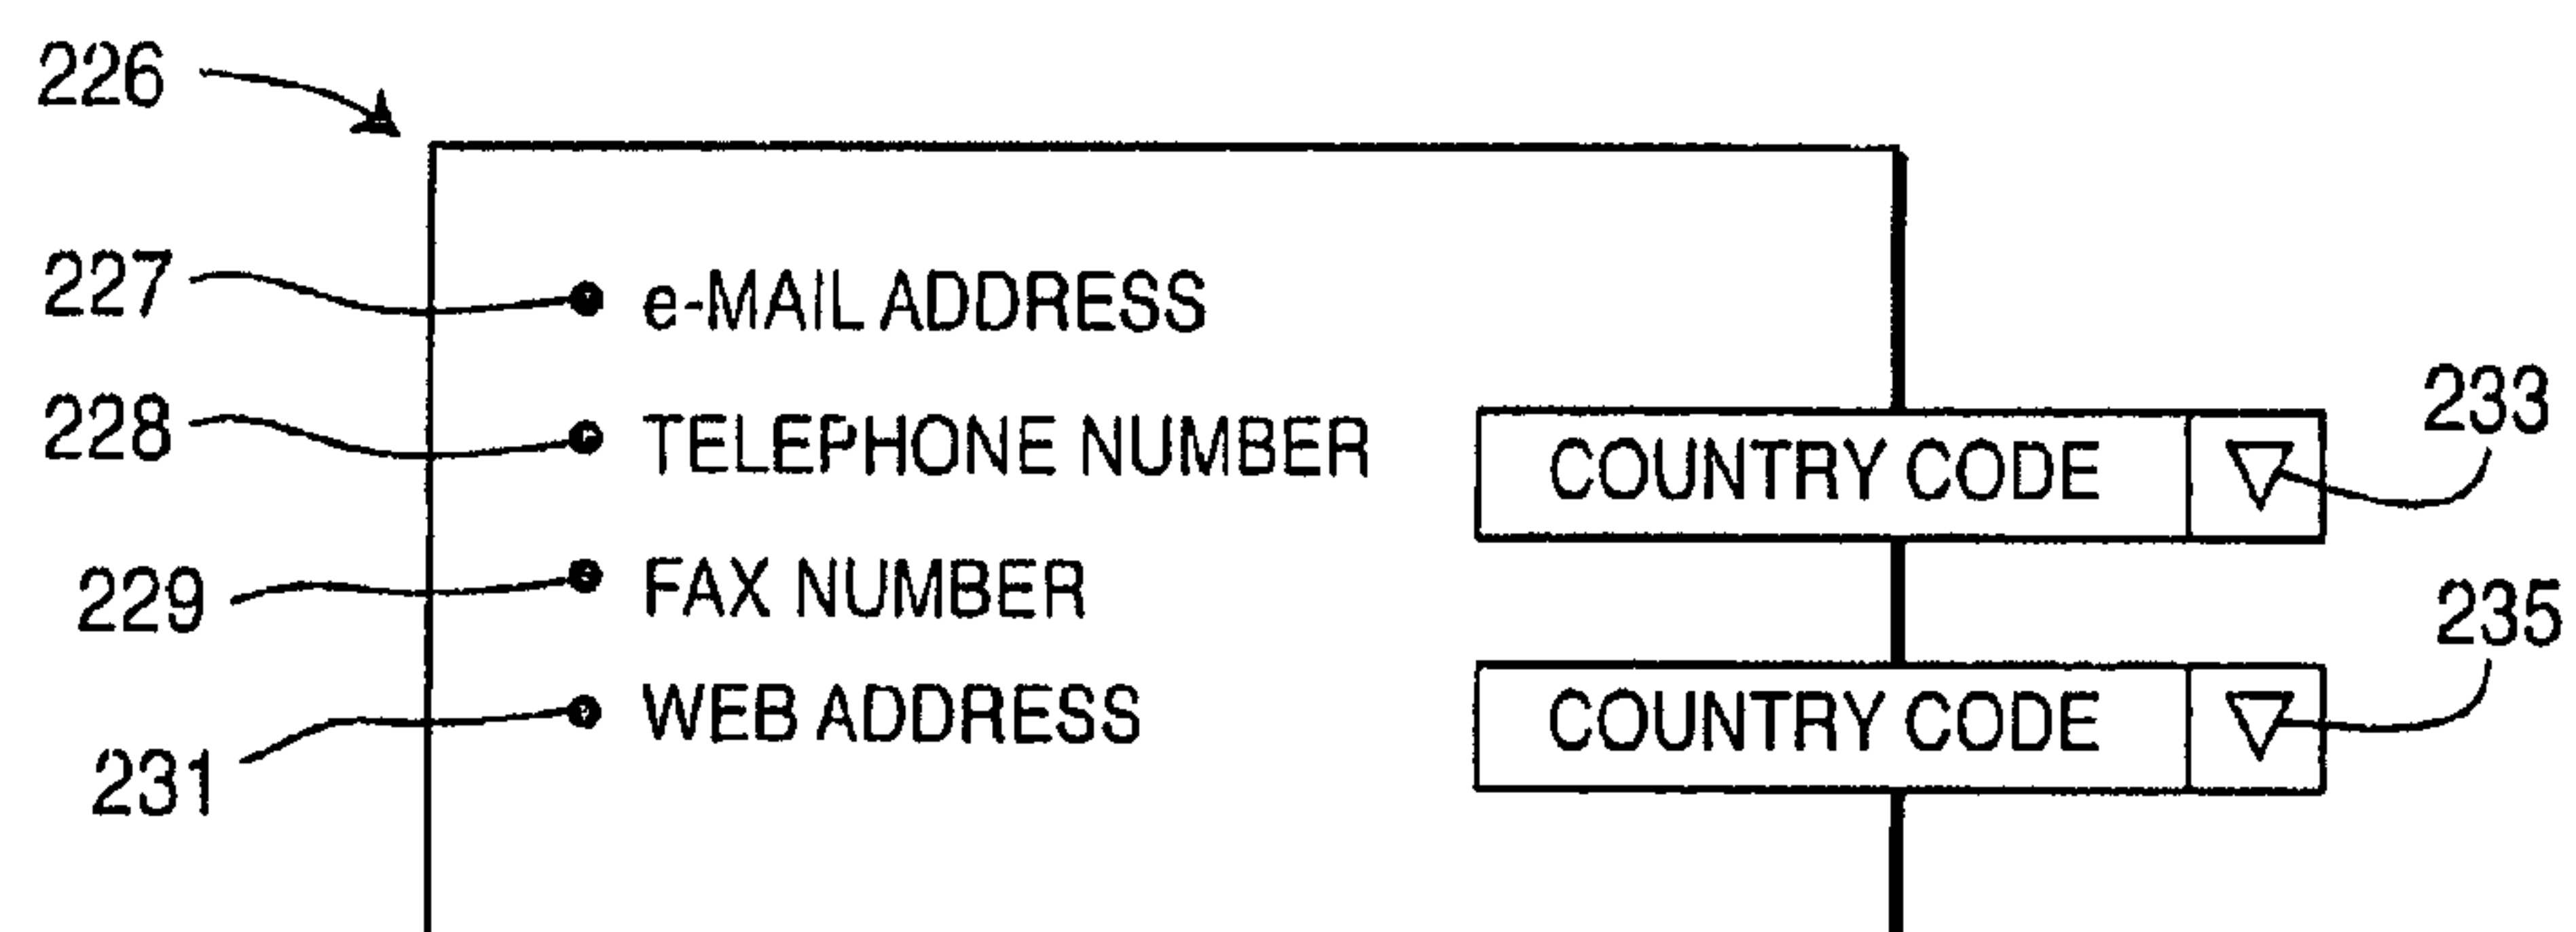 226
227 e-MAIL ADDRESS
228 TELEPHONE NUMBER COUNTRY CODE 233
229 FAX NUMBER
231 WEB ADDRESS COUNTRY CODE 235